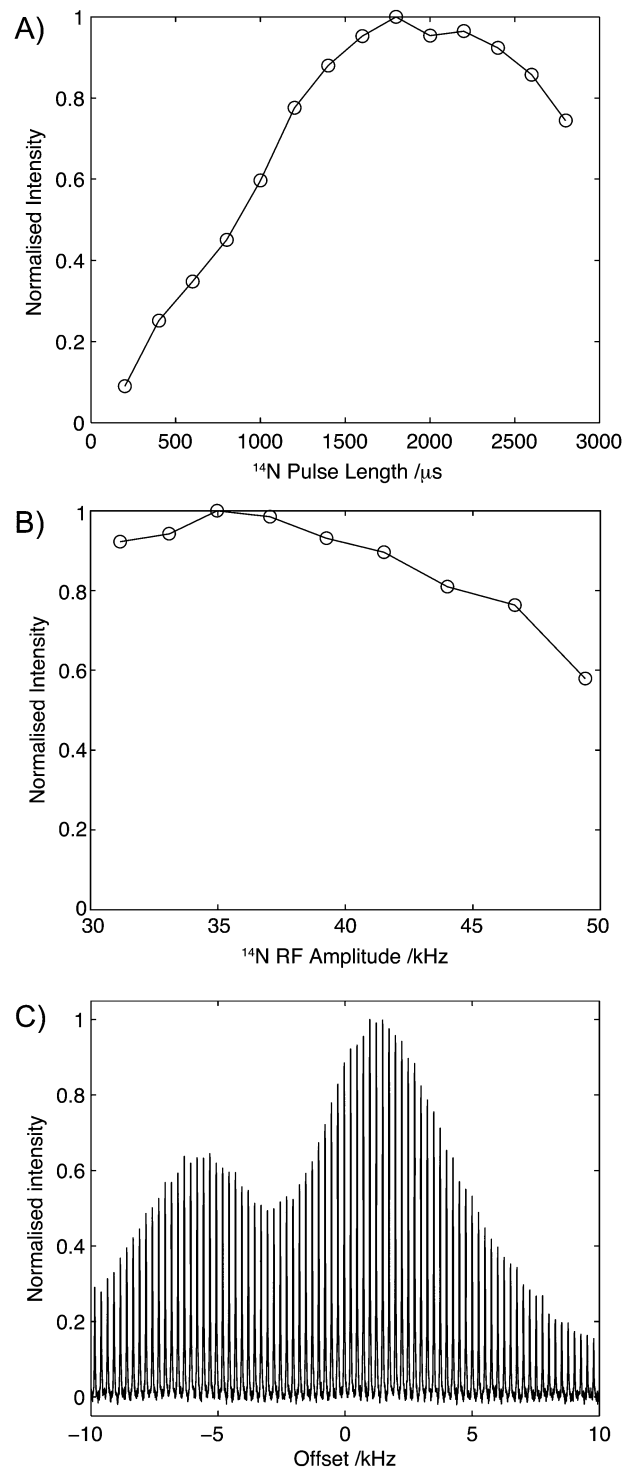 A)
1
0.8
0.6
0.4
0.2
0
Normalised Intensity
0 500 1000 1500 2000 2500 3000
¹⁴N Pulse Length /μs
B)
1
0.8
0.6
0.4
0.2
0
Normalised Intensity
30 35 40 45 50
¹⁴N RF Amplitude /kHz
C)
1
0.8
0.6
0.4
0.2
0
Normalised intensity
−10 −5 0 5 10
Offset /kHz